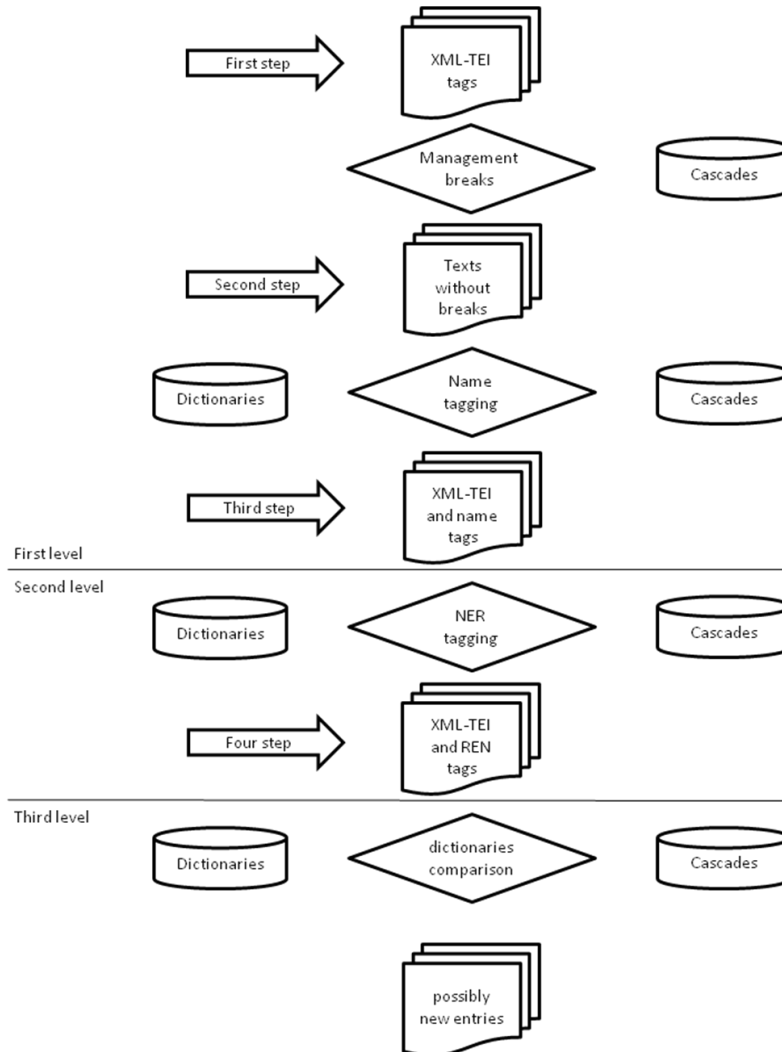 First step
XML-TEI
tags
Management
breaks
Cascades
Second step
Texts
without
breaks
Dictionaries
Name
tagging
Cascades
Third step
XML-TEI
and name
tags
First level
Second level
Dictionaries
NER
tagging
Cascades
Four step
XML-TEI
and REN
tags
Third level
Dictionaries
dictionaries
comparison
Cascades
possibly
new entries